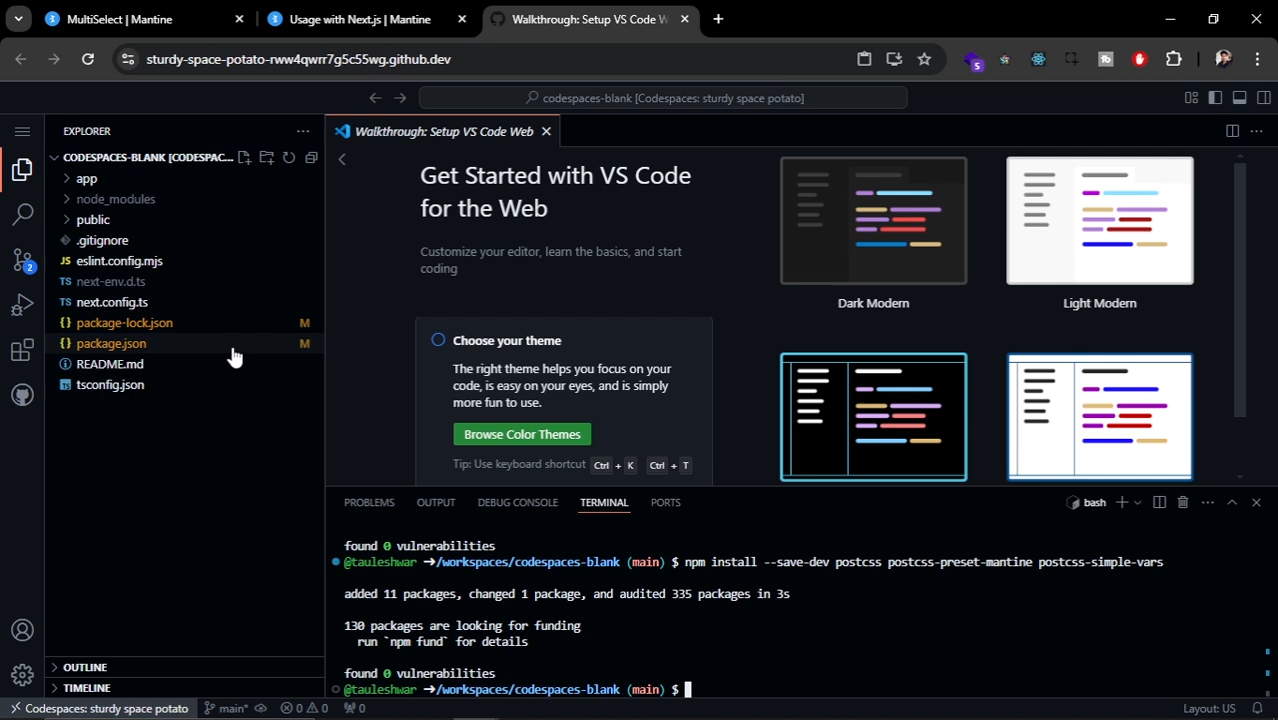 MultiSelect | Mantine
Usage with Next.js | Mantine
Walkthrough: Setup VS Code W
sturdy-space-potato-rww4qwrr7g5c55wg.github.dev
5
codespaces-blank [Codespaces: sturdy space potato]
EXPLORER
Walkthrough: Setup VS Code Web
CODESPACES-BLANK [CODESPAC...
app
node_modules
public
.gitignore
JS eslint.config.mjs
TS next-env.d.ts
TS next.config.ts
{} package-lock.json M
{} package.json M
README.md
TS tsconfig.json
2
OUTLINE
TIMELINE
Get Started with VS Code
for the Web
Customize your editor, learn the basics, and start
coding
Choose your theme
The right theme helps you focus on your
code, is easy on your eyes, and is simply
more fun to use.
Browse Color Themes
Tip: Use keyboard shortcut Ctrl + K Ctrl + T
Dark Modern
Light Modern
PROBLEMS OUTPUT DEBUG CONSOLE TERMINAL PORTS
bash
found 0 vulnerabilities
@tauleshwar ➜/workspaces/codespaces-blank (main) $ npm install --save-dev postcss postcss-preset-mantine postcss-simple-vars
added 11 packages, changed 1 package, and audited 335 packages in 3s
130 packages are looking for funding
run `npm fund` for details
found 0 vulnerabilities
@tauleshwar ➜/workspaces/codespaces-blank (main) $
Codespaces: sturdy space potato
main*
0 0
0
Layout: US